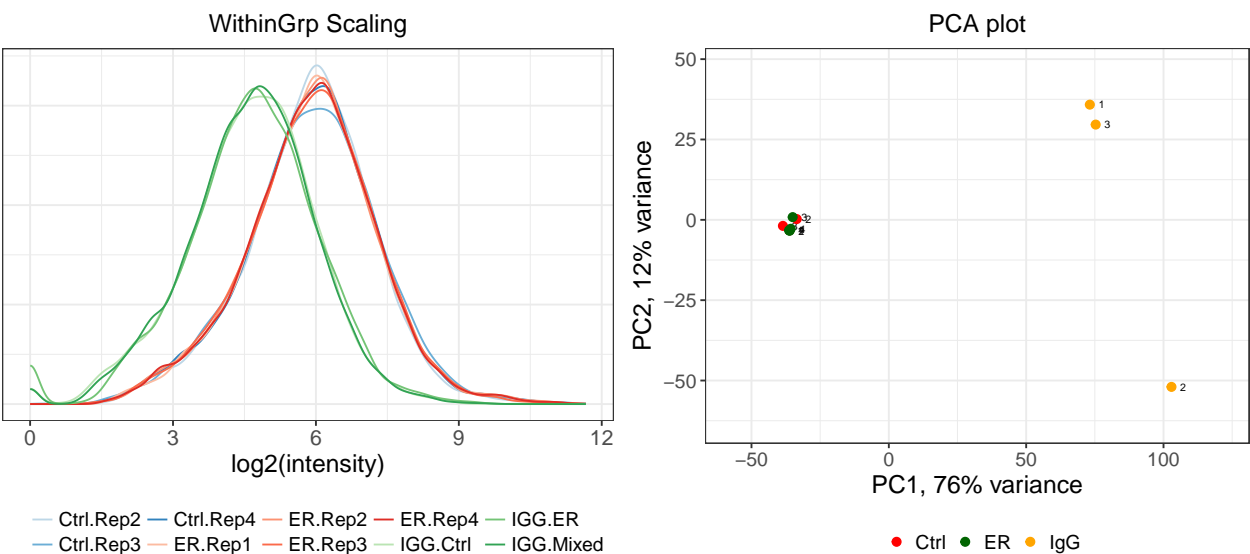 WithinGrp Scaling
0 3 6 9 12
log2(intensity)
Ctrl.Rep2 Ctrl.Rep4 ER.Rep2 ER.Rep4 IGG.ER
Ctrl.Rep3 ER.Rep1 ER.Rep3 IGG.Ctrl IGG.Mixed
PCA plot
PC2, 12% variance
50
25
0
−25
−50
1
3
3
2
2
−50 0 50 100
PC1, 76% variance
Ctrl ER IgG